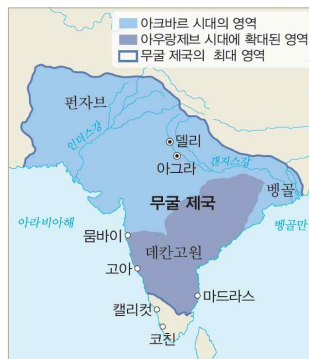 아크바르 시대의 영역
아우랑제브 시대에 확대된 영역
무굴 제국의 최대 영역
펀자브
인더스강
델리
아그라
갠지스강
벵골
무굴 제국
아라비아해
벵골만
뭄바이
데칸고원
고아
마드라스
캘리컷
코친